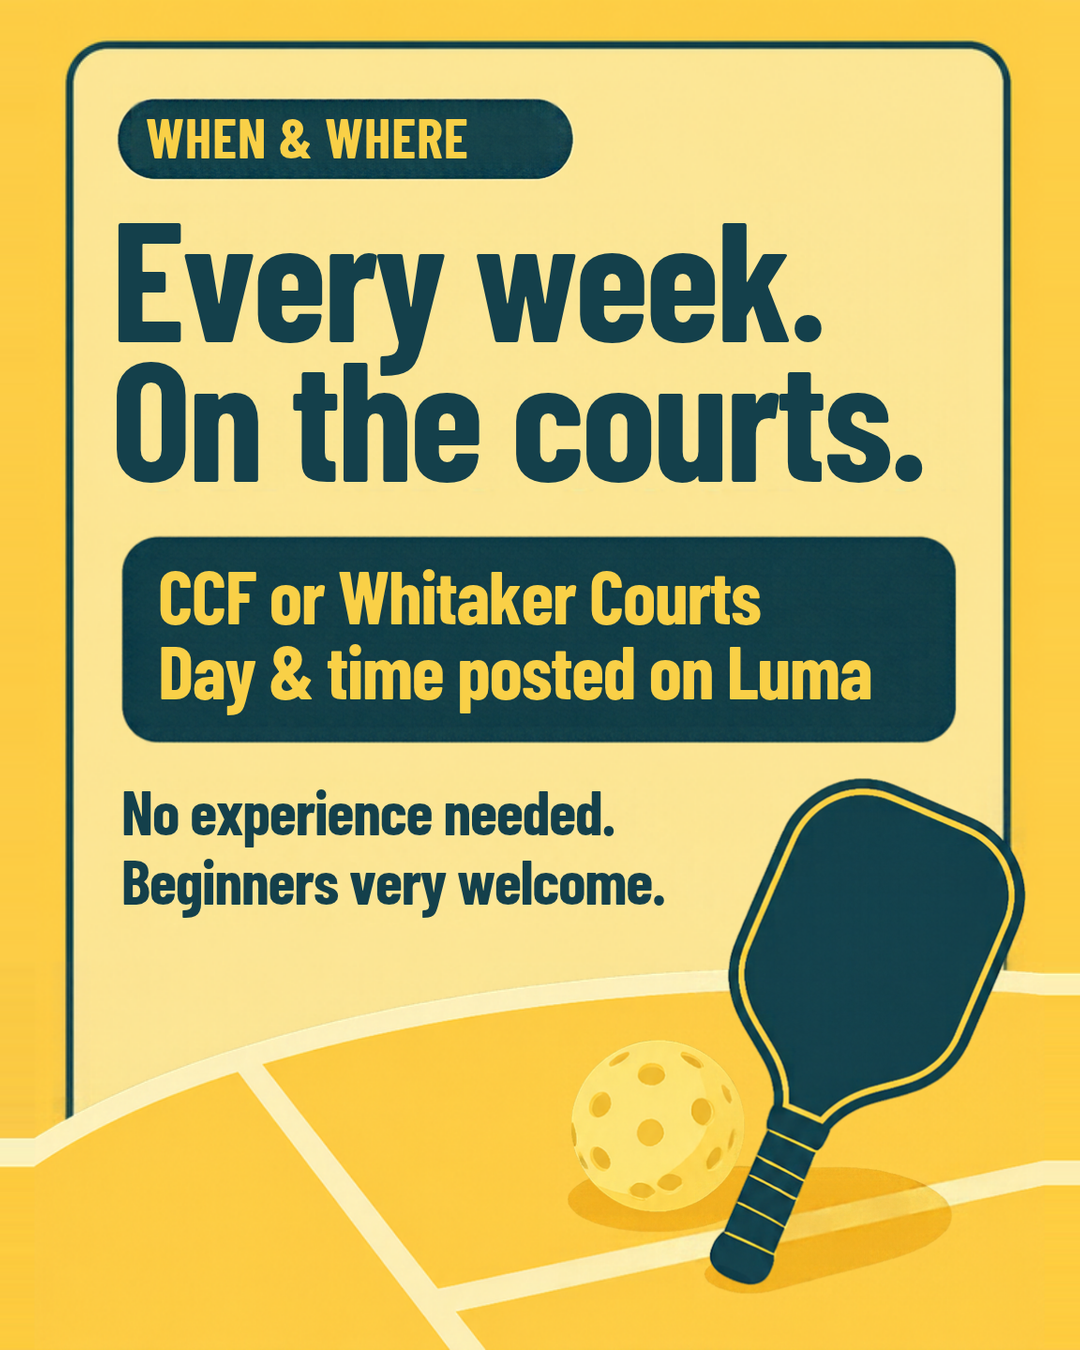 WHEN & WHERE
Every week.
On the courts.
CCF or Whitaker Courts
Day & time posted on Luma
No experience needed.
Beginners very welcome.